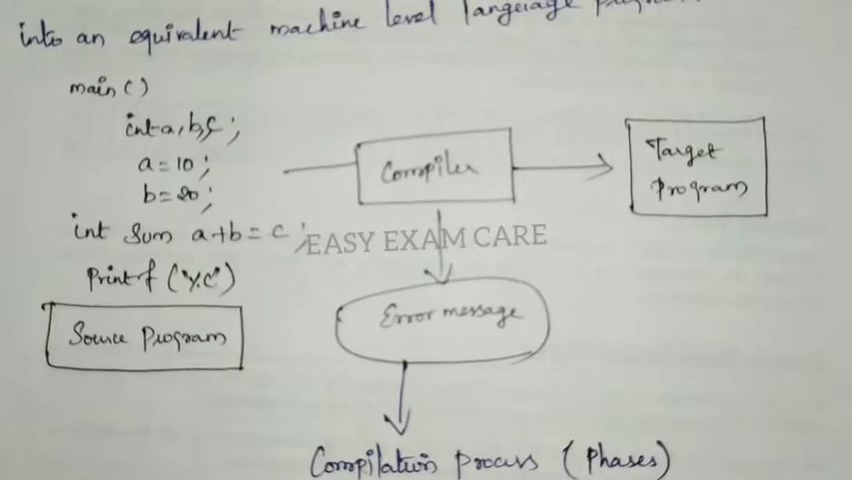 into an equivalent machine level language
main()
int a, b, c ;
a = 10 ;
b = 20 ;
int sum a + b = c ;
printf ("%c")
Source Program
Compiler
Target
Program
EASY EXAM CARE
Error message
Compilation process (phases)